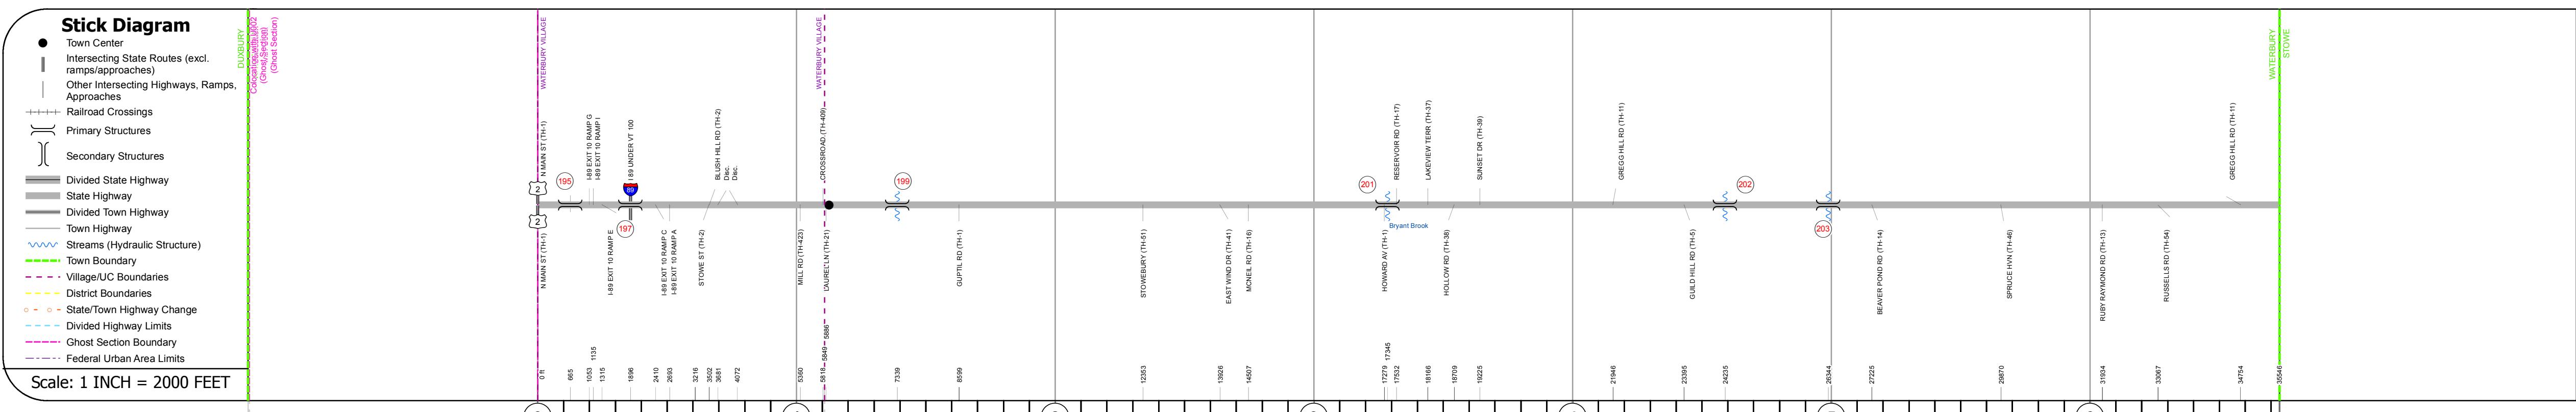 Stick Diagram
Town Center
Intersecting State Routes (excl.
ramps/approaches)
Other Intersecting Highways, Ramps,
Approaches
Railroad Crossings
Primary Structures
Secondary Structures
Divided State Highway
State Highway
Divided Town Highway
Town Highway
Streams (Hydraulic Structure)
Town Boundary
Village/UC Boundaries
District Boundaries
State/Town Highway Change
Divided Highway Limits
Ghost Section Boundary
Federal Urban Area Limits
Scale: 1 INCH = 2000 FEET
DUXBURY
(Ghost Section)
(Ghost Section)
WATERBURY VILLAGE
WATERBURY VILLAGE
WATERBURY
STOWE
N MAIN ST (TH-1)
I-89 EXIT 10 RAMP G
I-89 EXIT 10 RAMP I
I 89 UNDER VT 100
BLUSH HILL RD (TH-2)
Disc.
Disc.
CROSSROAD (TH-409)
RESERVOIR RD (TH-17)
LAKEVIEW TERR (TH-37)
SUNSET DR (TH-39)
GREGG HILL RD (TH-11)
GREGG HILL RD (TH-11)
195
199
201
202
2
89
2
197
203
Bryant Brook
N MAIN ST (TH-1)
I-89 EXIT 10 RAMP E
I-89 EXIT 10 RAMP C
I-89 EXIT 10 RAMP A
STOWE ST (TH-2)
MILL RD (TH-423)
LAUREL LN (TH-21)
GUPTIL RD (TH-1)
STOWEBURY (TH-51)
EAST WIND DR (TH-41)
MCNEIL RD (TH-16)
HOWARD AV (TH-1)
HOLLOW RD (TH-38)
GUILD HILL RD (TH-5)
BEAVER POND RD (TH-14)
SPRUCE HVN (TH-46)
RUBY RAYMOND RD (TH-13)
RUSSELLS RD (TH-54)
0 ft
665
1053
1135
1315
1896
2410
2693
3216
3502
3681
4072
5360
5818
5849
5886
7339
8599
12353
13926
14507
17279
17345
17532
18166
18709
19225
21946
23395
24235
26344
27225
29870
31934
33067
34754
35546